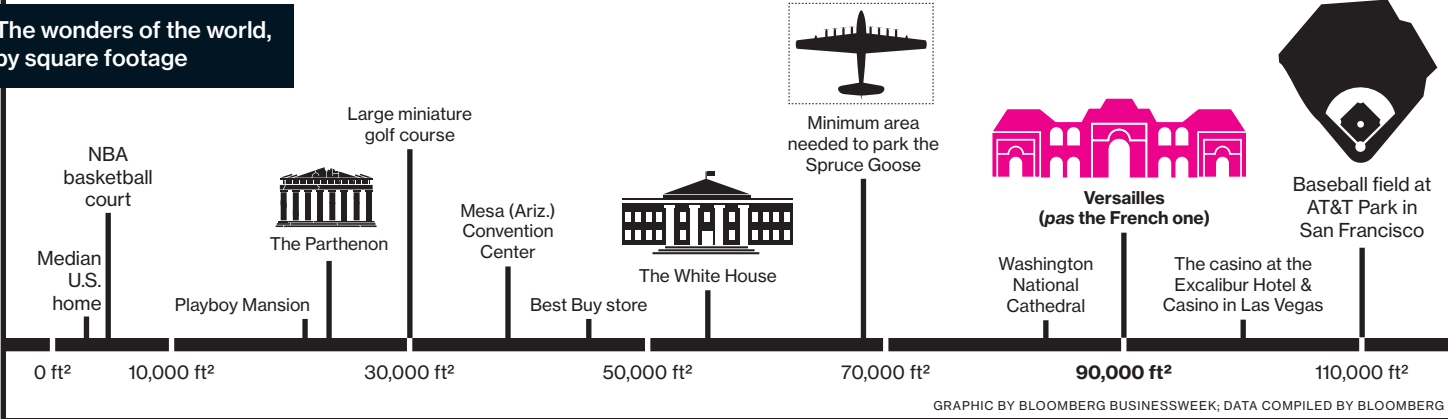 The wonders of the world,
by square footage
Median
U.S.
home
NBA
basketball
court
Playboy Mansion
The Parthenon
Large miniature
golf course
Mesa (Ariz.)
Convention
Center
Best Buy store
The White House
Minimum area
needed to park the
Spruce Goose
Washington
National
Cathedral
Versailles
(pas the French one)
The casino at the
Excalibur Hotel &
Casino in Las Vegas
Baseball field at
AT&T Park in
San Francisco
0 ft²
10,000 ft²
30,000 ft²
50,000 ft²
70,000 ft²
90,000 ft²
110,000 ft²
GRAPHIC BY BLOOMBERG BUSINESSWEEK; DATA COMPILED BY BLOOMBERG